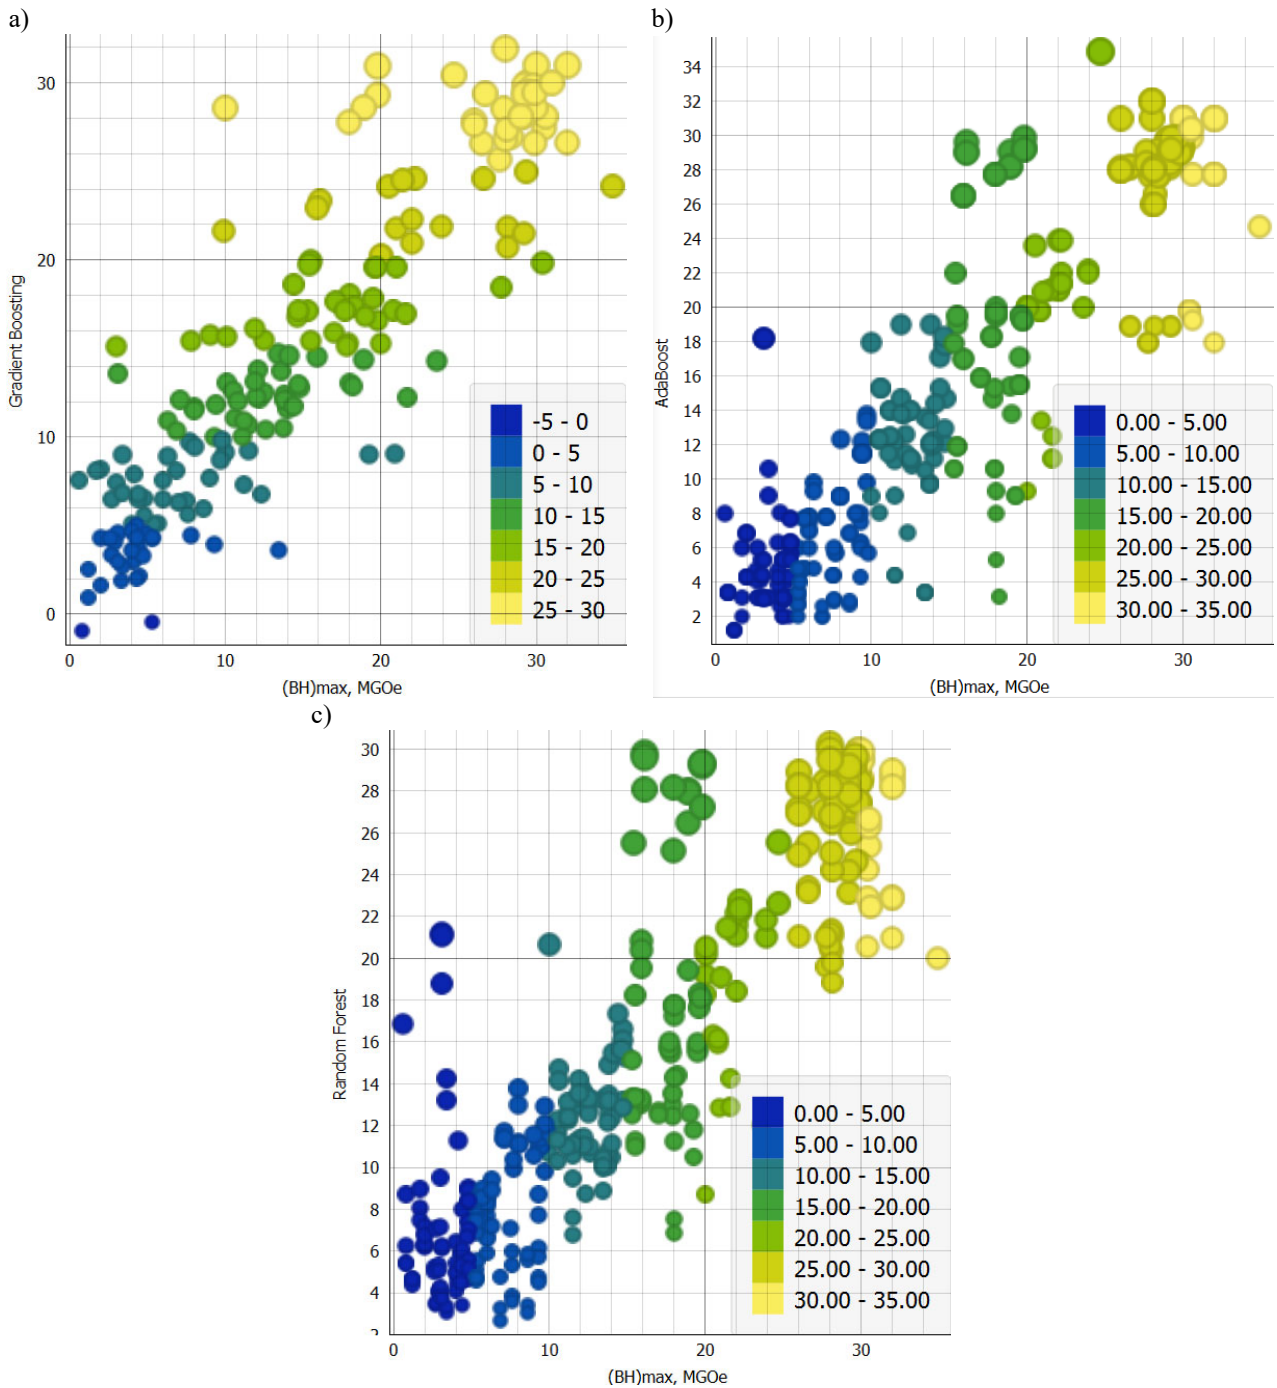 a)
30
20
10
0
Gradient Boosting
-5 - 0
0 - 5
5 - 10
10 - 15
15 - 20
20 - 25
25 - 30
0 10 20 30
(BH)max, MGOe
b)
34
32
30
28
26
24
22
20
18
16
14
12
10
8
6
4
2
AdaBoost
0.00 - 5.00
5.00 - 10.00
10.00 - 15.00
15.00 - 20.00
20.00 - 25.00
25.00 - 30.00
30.00 - 35.00
0 10 20 30
(BH)max, MGOe
c)
30
28
26
24
22
20
18
16
14
12
10
8
6
4
2
Random Forest
0.00 - 5.00
5.00 - 10.00
10.00 - 15.00
15.00 - 20.00
20.00 - 25.00
25.00 - 30.00
30.00 - 35.00
0 10 20 30
(BH)max, MGOe